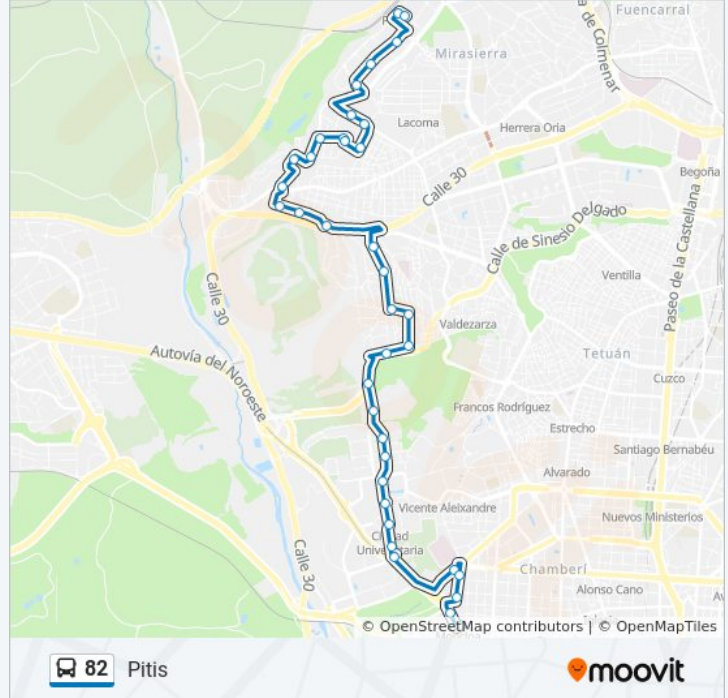 Fuencarral
de Colmenar
Mirasierra
Lacoma
Herrera Oria
Begoña
Calle 30
Calle de Sinesio Delgado
Paseo de la Castellana
Calle 30
Ventilla
Valdezarza
Tetuán
Autovía del Noroeste
Cuzco
Francos Rodríguez
Estrecho
Santiago Bernabéu
Alvarado
Vicente Aleixandre
Nuevos Ministerios
Ciudad
Universitaria
Calle 30
Chamberí
Alonso Cano
© OpenStreetMap contributors | © OpenMapTiles
82 Pitis
moovit